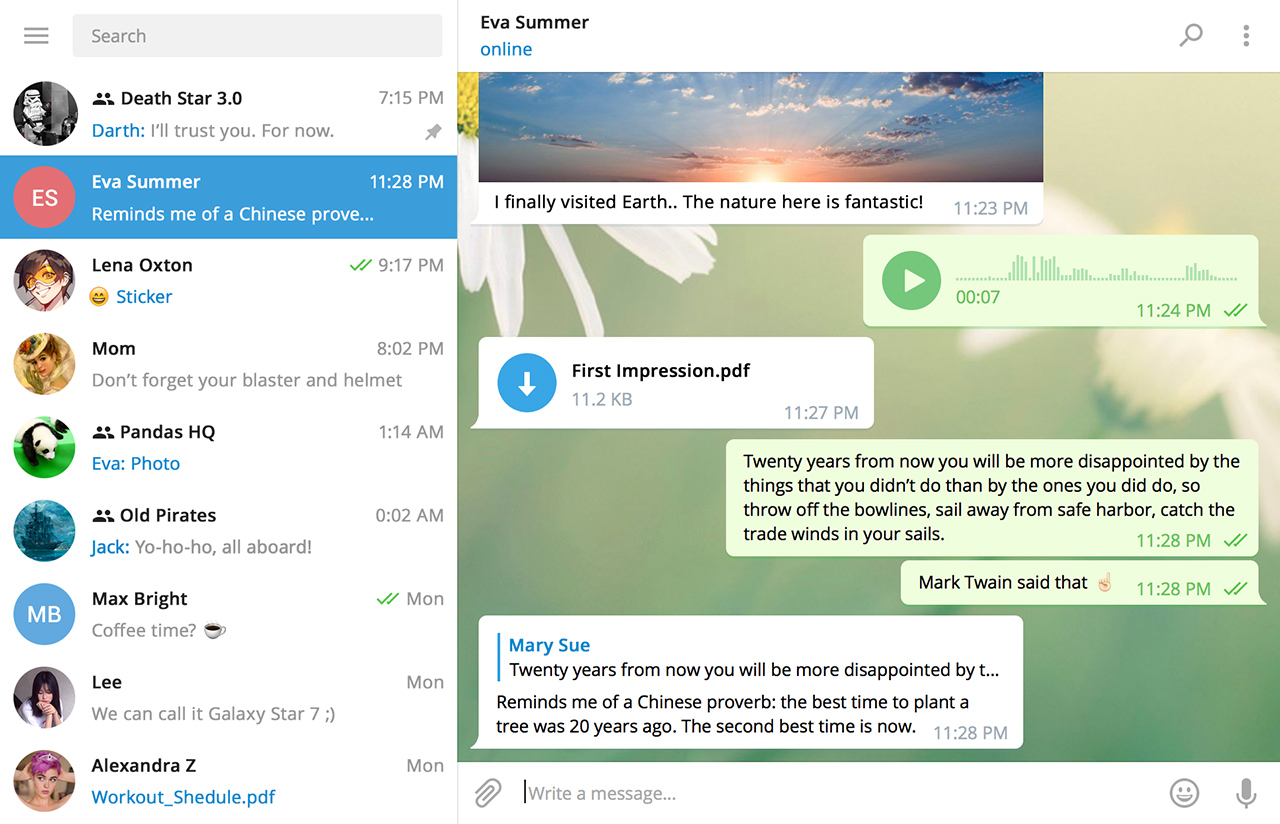 Search
Death Star 3.0
7:15 PM
Darth: I’ll trust you. For now.
ES
Eva Summer
11:28 PM
Reminds me of a Chinese prove...
Lena Oxton
9:17 PM
😄 Sticker
Mom
8:02 PM
Don’t forget your blaster and helmet
Pandas HQ
1:14 AM
Eva: Photo
Old Pirates
0:02 AM
Jack: Yo-ho-ho, all aboard!
MB
Max Bright
Mon
Coffee time? ☕
Lee
Mon
We can call it Galaxy Star 7 ;)
Alexandra Z
Mon
Workout_Shedule.pdf
Eva Summer
online
I finally visited Earth.. The nature here is fantastic!
11:23 PM
00:07
11:24 PM
First Impression.pdf
11.2 KB
11:27 PM
Twenty years from now you will be more disappointed by the
things that you didn’t do than by the ones you did do, so
throw off the bowlines, sail away from safe harbor, catch the
trade winds in your sails.
11:28 PM
Mark Twain said that ☝🏻
11:28 PM
Mary Sue
Twenty years from now you will be more disappointed by t...
Reminds me of a Chinese proverb: the best time to plant a
tree was 20 years ago. The second best time is now.
11:28 PM
Write a message...